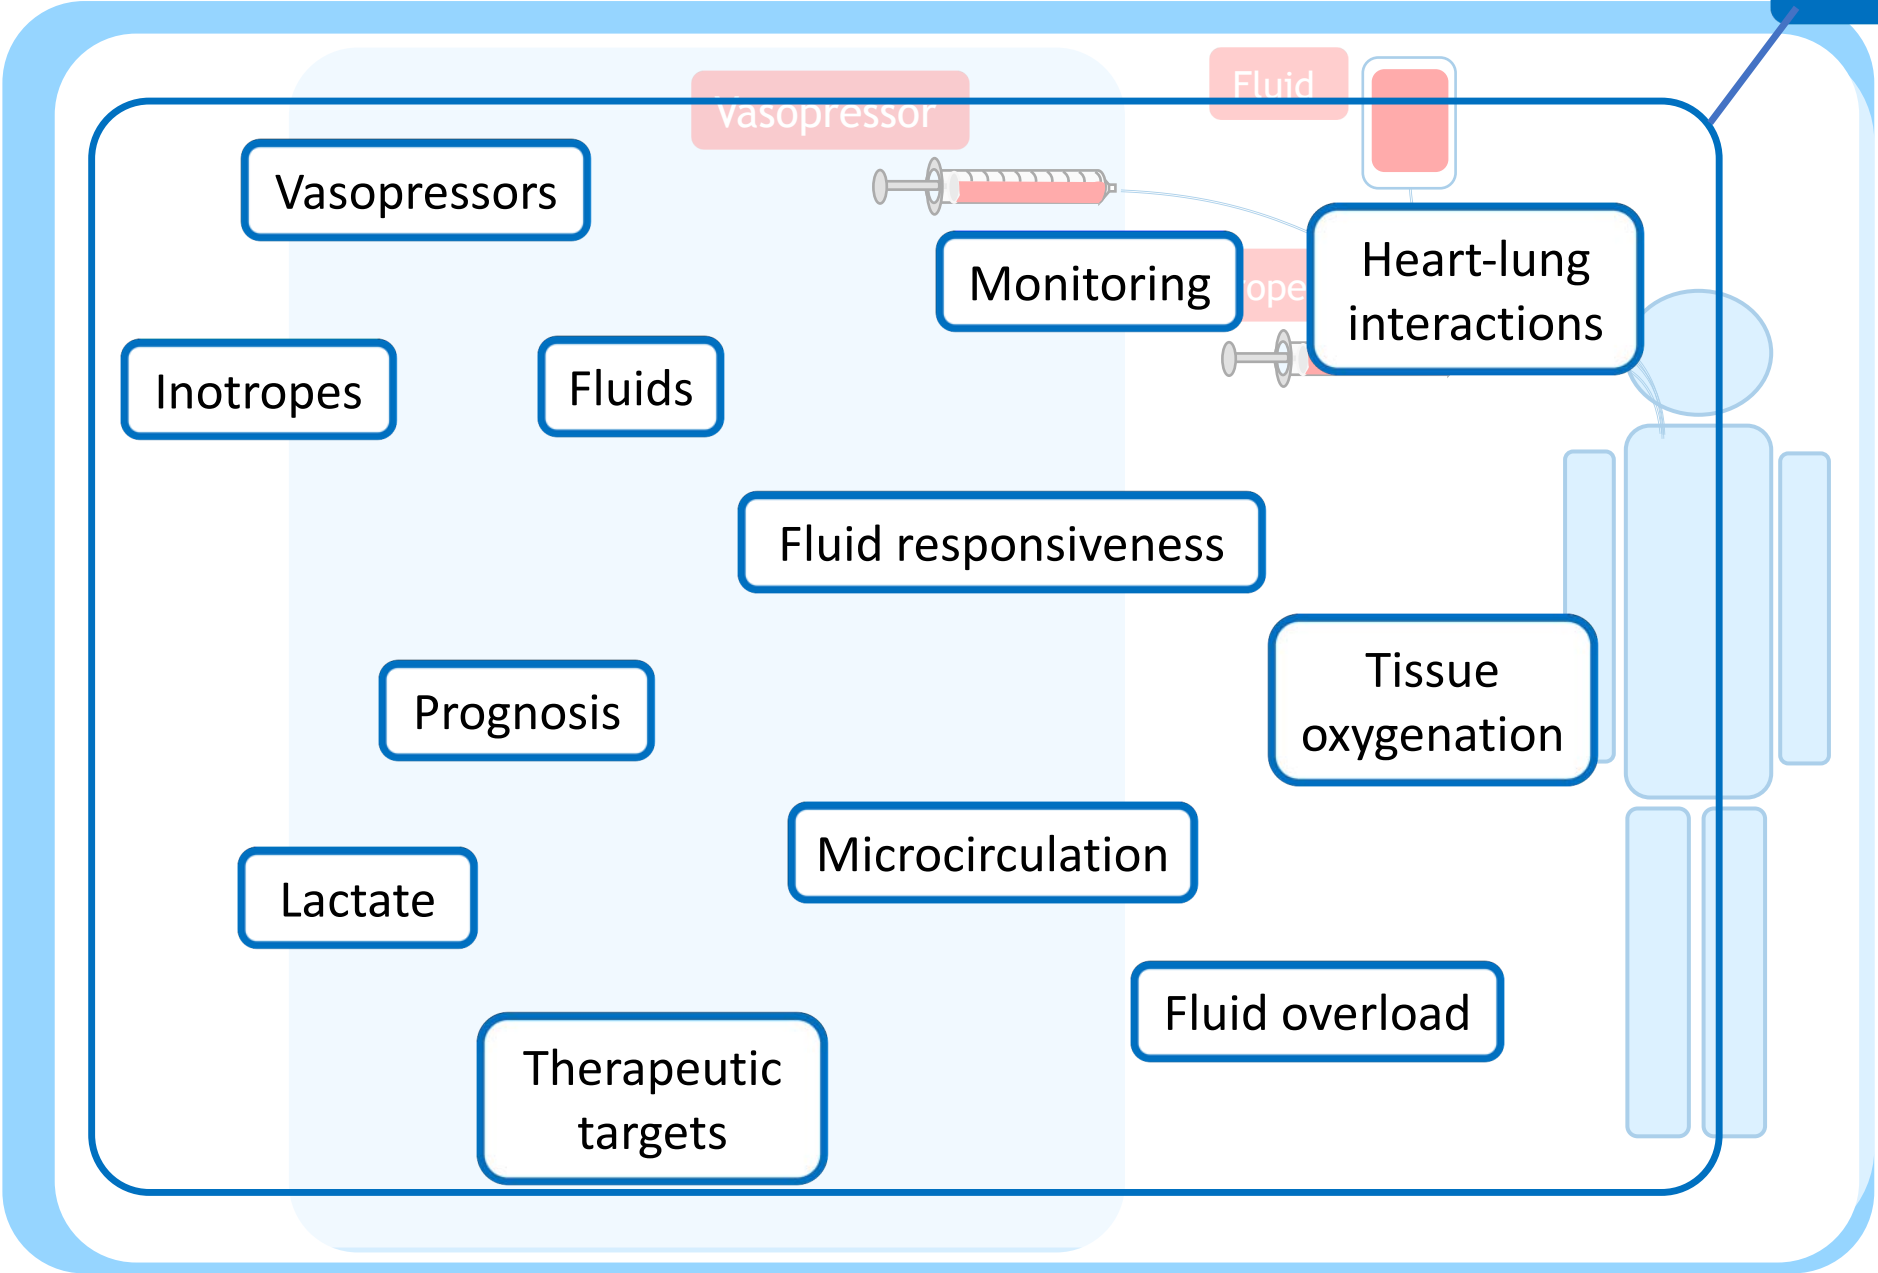 Vasopressor
Fluid
Vasopressors
Monitoring
Heart-lung
interactions
Inotropes
Fluids
Fluid responsiveness
Tissue
oxygenation
Prognosis
Microcirculation
Lactate
Fluid overload
Therapeutic
targets